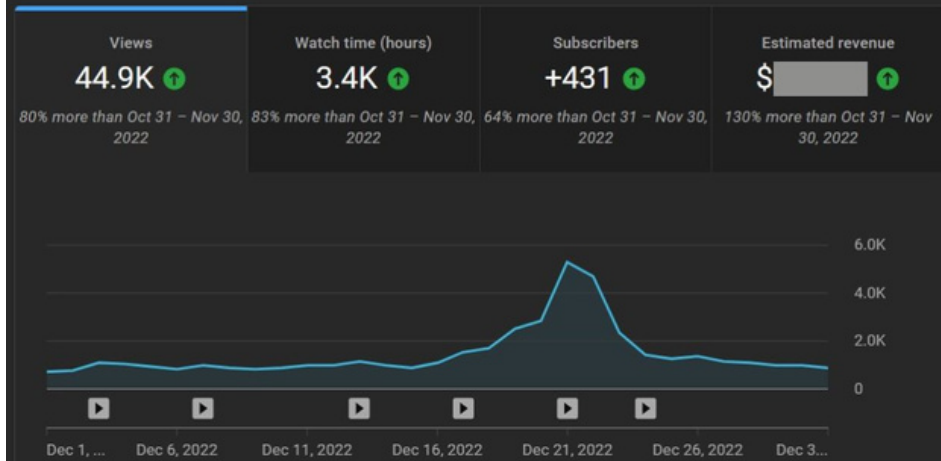 Views
44.9K
80% more than Oct 31 – Nov 30,
2022
Watch time (hours)
3.4K
83% more than Oct 31 – Nov 30,
2022
Subscribers
+431
64% more than Oct 31 – Nov 30,
2022
Estimated revenue
$
130% more than Oct 31 – Nov
30, 2022
6.0K
4.0K
2.0K
0
Dec 1, ...
Dec 6, 2022
Dec 11, 2022
Dec 16, 2022
Dec 21, 2022
Dec 26, 2022
Dec 3...